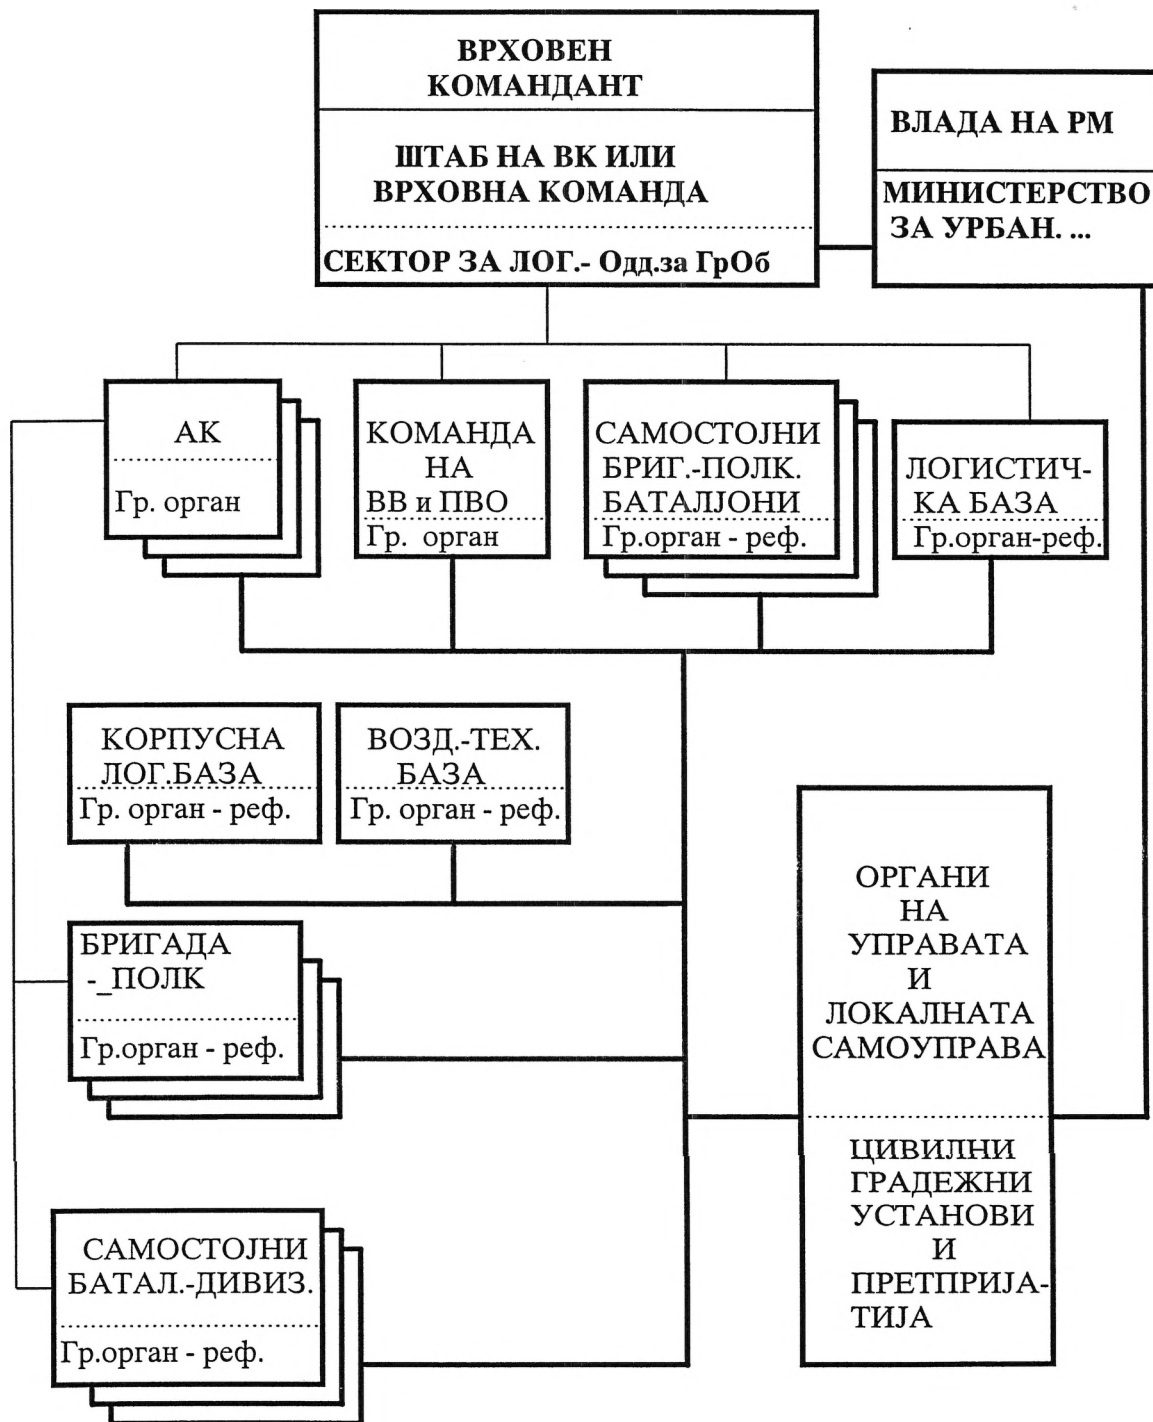 ВРХОВЕН
КОМАНДАНТ
ШТАБ НА ВК ИЛИ
ВРХОВНА КОМАНДА
СЕКТОР ЗА ЛОГ.- Одд.за ГрОб
ВЛАДА НА РМ
МИНИСТЕРСТВО
ЗА УРБАН. ...
АК
Гр. орган
КОМАНДА
НА
ВВ и ПВО
Гр. орган
САМОСТОЈНИ
БРИГ.-ПОЛК.
БАТАЛЈОНИ
Гр.орган - реф.
ЛОГИСТИЧ-
КА БАЗА
Гр.орган-реф.
КОРПУСНА
ЛОГ.БАЗА
Гр. орган - реф.
ВОЗД.-ТЕХ.
БАЗА
Гр. орган - реф.
БРИГАДА
-_ПОЛК
Гр.орган - реф.
САМОСТОЈНИ
БАТАЛ.-ДИВИЗ.
Гр.орган - реф.
ОРГАНИ
НА
УПРАВАТА
И
ЛОКАЛНАТА
САМОУПРАВА
ЦИВИЛНИ
ГРАДЕЖНИ
УСТАНОВИ
И
ПРЕТПРИЈА-
ТИЈА